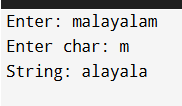 Enter: malayalam
Enter char: m
String: alayala